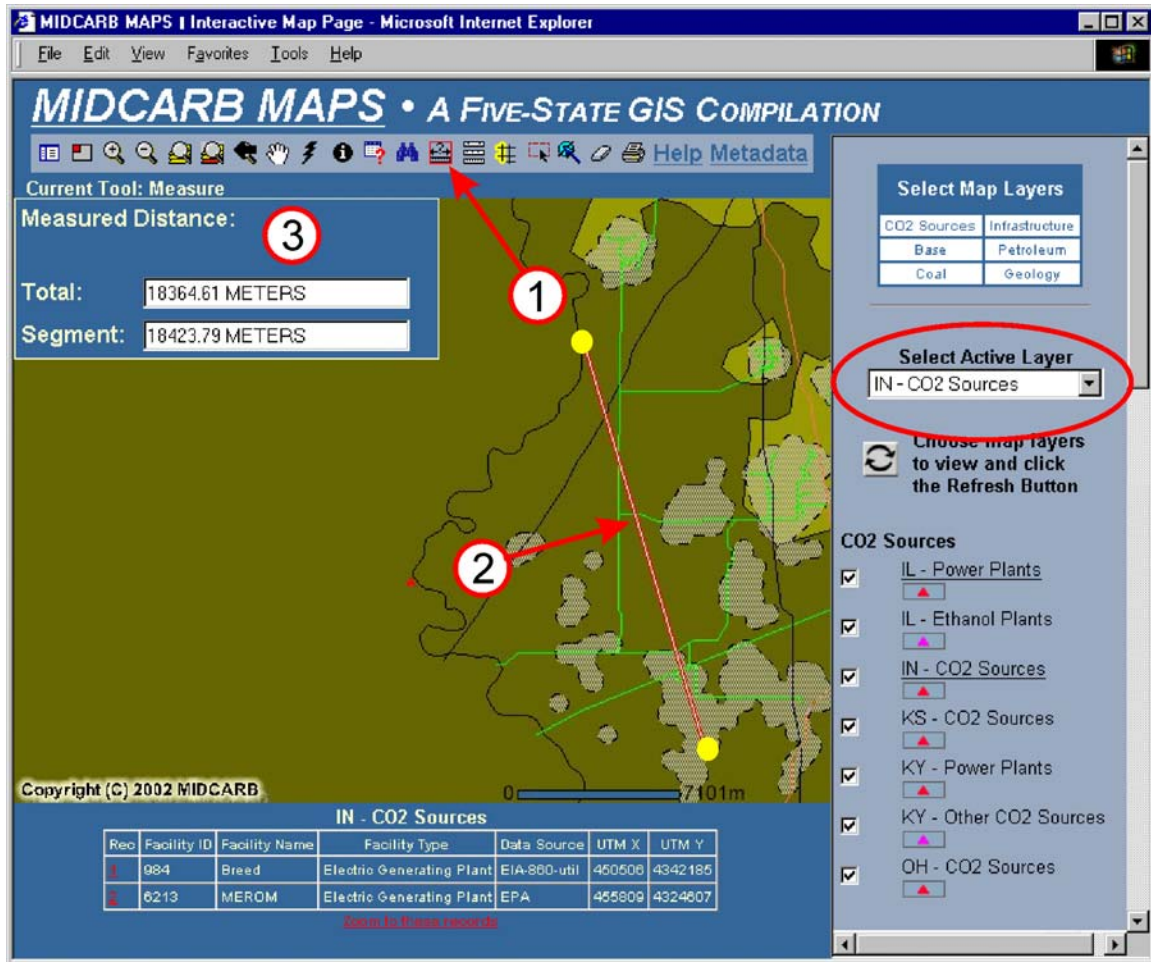 MIDCARB MAPS | Interactive Map Page - Microsoft Internet Explorer
File Edit View Favorites Tools Help
MIDCARB MAPS • A FIVE-STATE GIS COMPILATION
Help Metadata
Current Tool: Measure
Measured Distance:
3
Total: 18364.61 METERS
Segment: 18423.79 METERS
1
2
Copyright (C) 2002 MIDCARB
0 7101m
Select Map Layers
CO2 Sources Infrastructure
Base Petroleum
Coal Geology
Select Active Layer
IN - CO2 Sources
Choose map layers
to view and click
the Refresh Button
CO2 Sources
IL - Power Plants
IL - Ethanol Plants
IN - CO2 Sources
KS - CO2 Sources
KY - Power Plants
KY - Other CO2 Sources
OH - CO2 Sources
IN - CO2 Sources
Rec Facility ID Facility Name Facility Type Data Source UTM X UTM Y
1 984 Breed Electric Generating Plant EIA-860-util 450506 4342185
2 6213 MEROM Electric Generating Plant EPA 455809 4324607
Zoom to these records